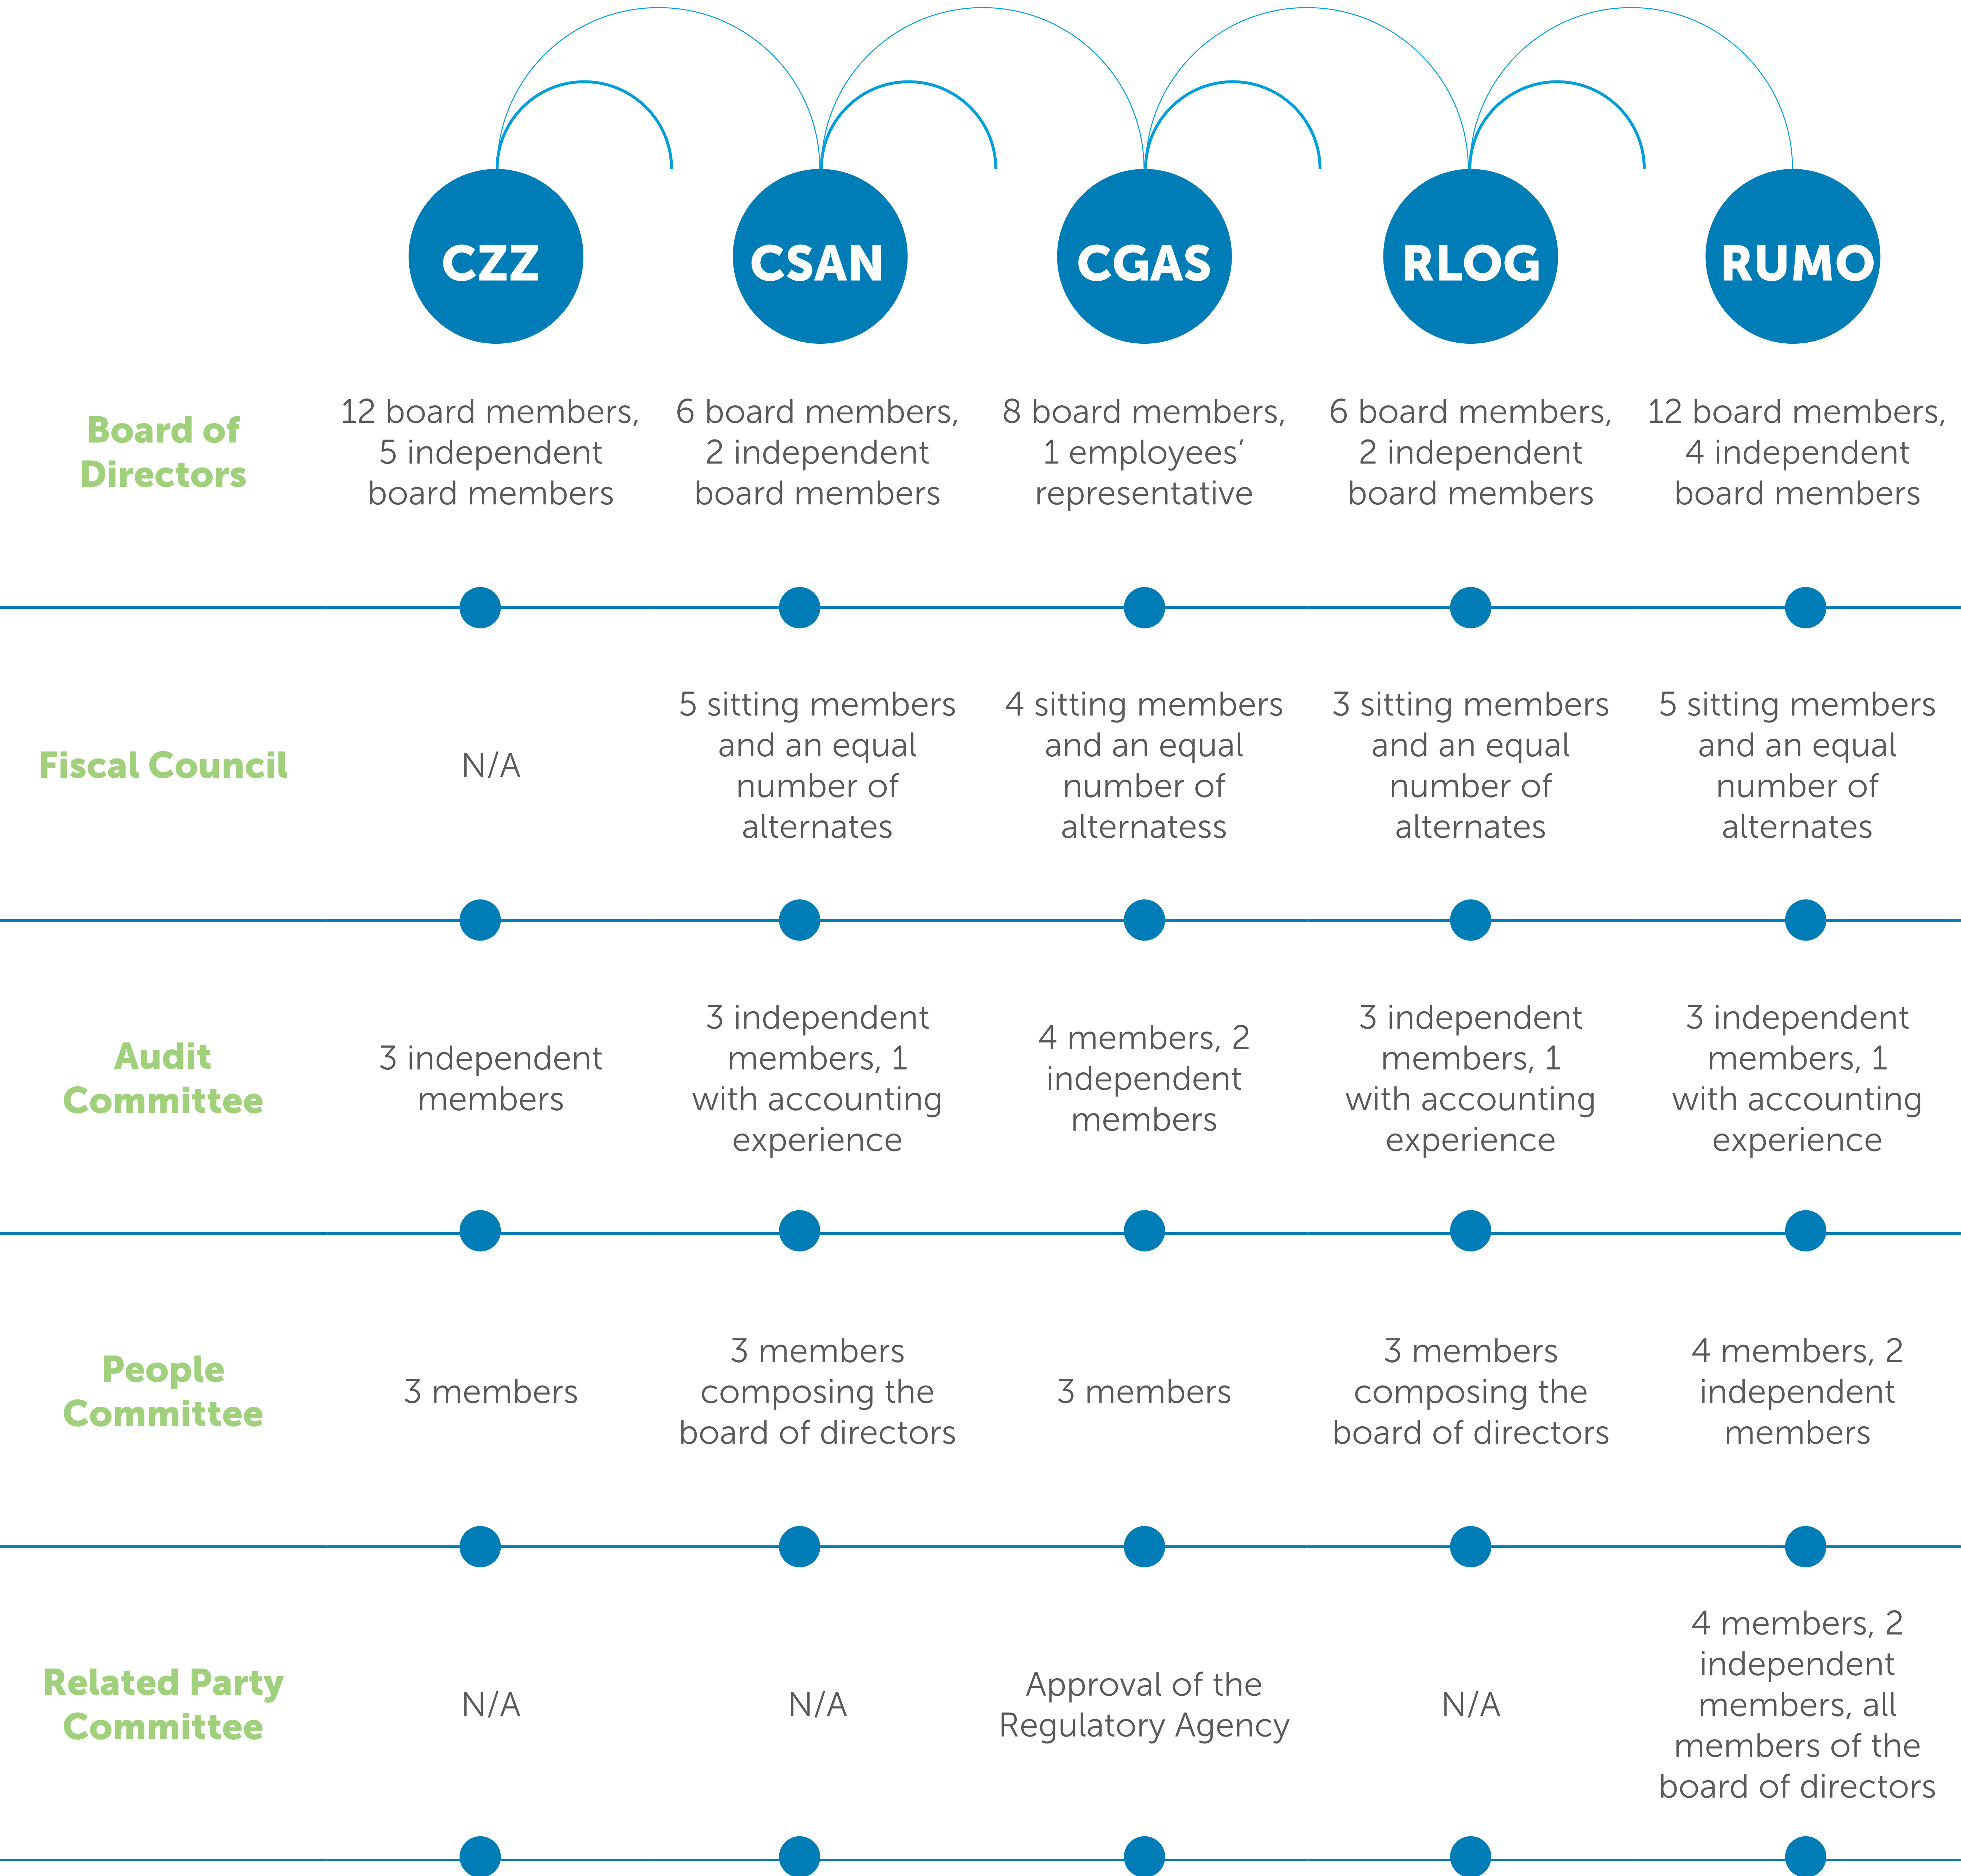 CZZ
CSAN
CGAS
RLOG
RUMO
Board of
Directors
12 board members,
5 independent
board members
6 board members,
2 independent
board members
8 board members,
1 employees’
representative
6 board members,
2 independent
board members
12 board members,
4 independent
board members
Fiscal Council
N/A
5 sitting members
and an equal
number of
alternates
4 sitting members
and an equal
number of
alternatess
3 sitting members
and an equal
number of
alternates
5 sitting members
and an equal
number of
alternates
Audit
Committee
3 independent
members
3 independent
members, 1
with accounting
experience
4 members, 2
independent
members
3 independent
members, 1
with accounting
experience
3 independent
members, 1
with accounting
experience
People
Committee
3 members
3 members
composing the
board of directors
3 members
3 members
composing the
board of directors
4 members, 2
independent
members
Related Party
Committee
N/A
N/A
Approval of the
Regulatory Agency
N/A
4 members, 2
independent
members, all
members of the
board of directors